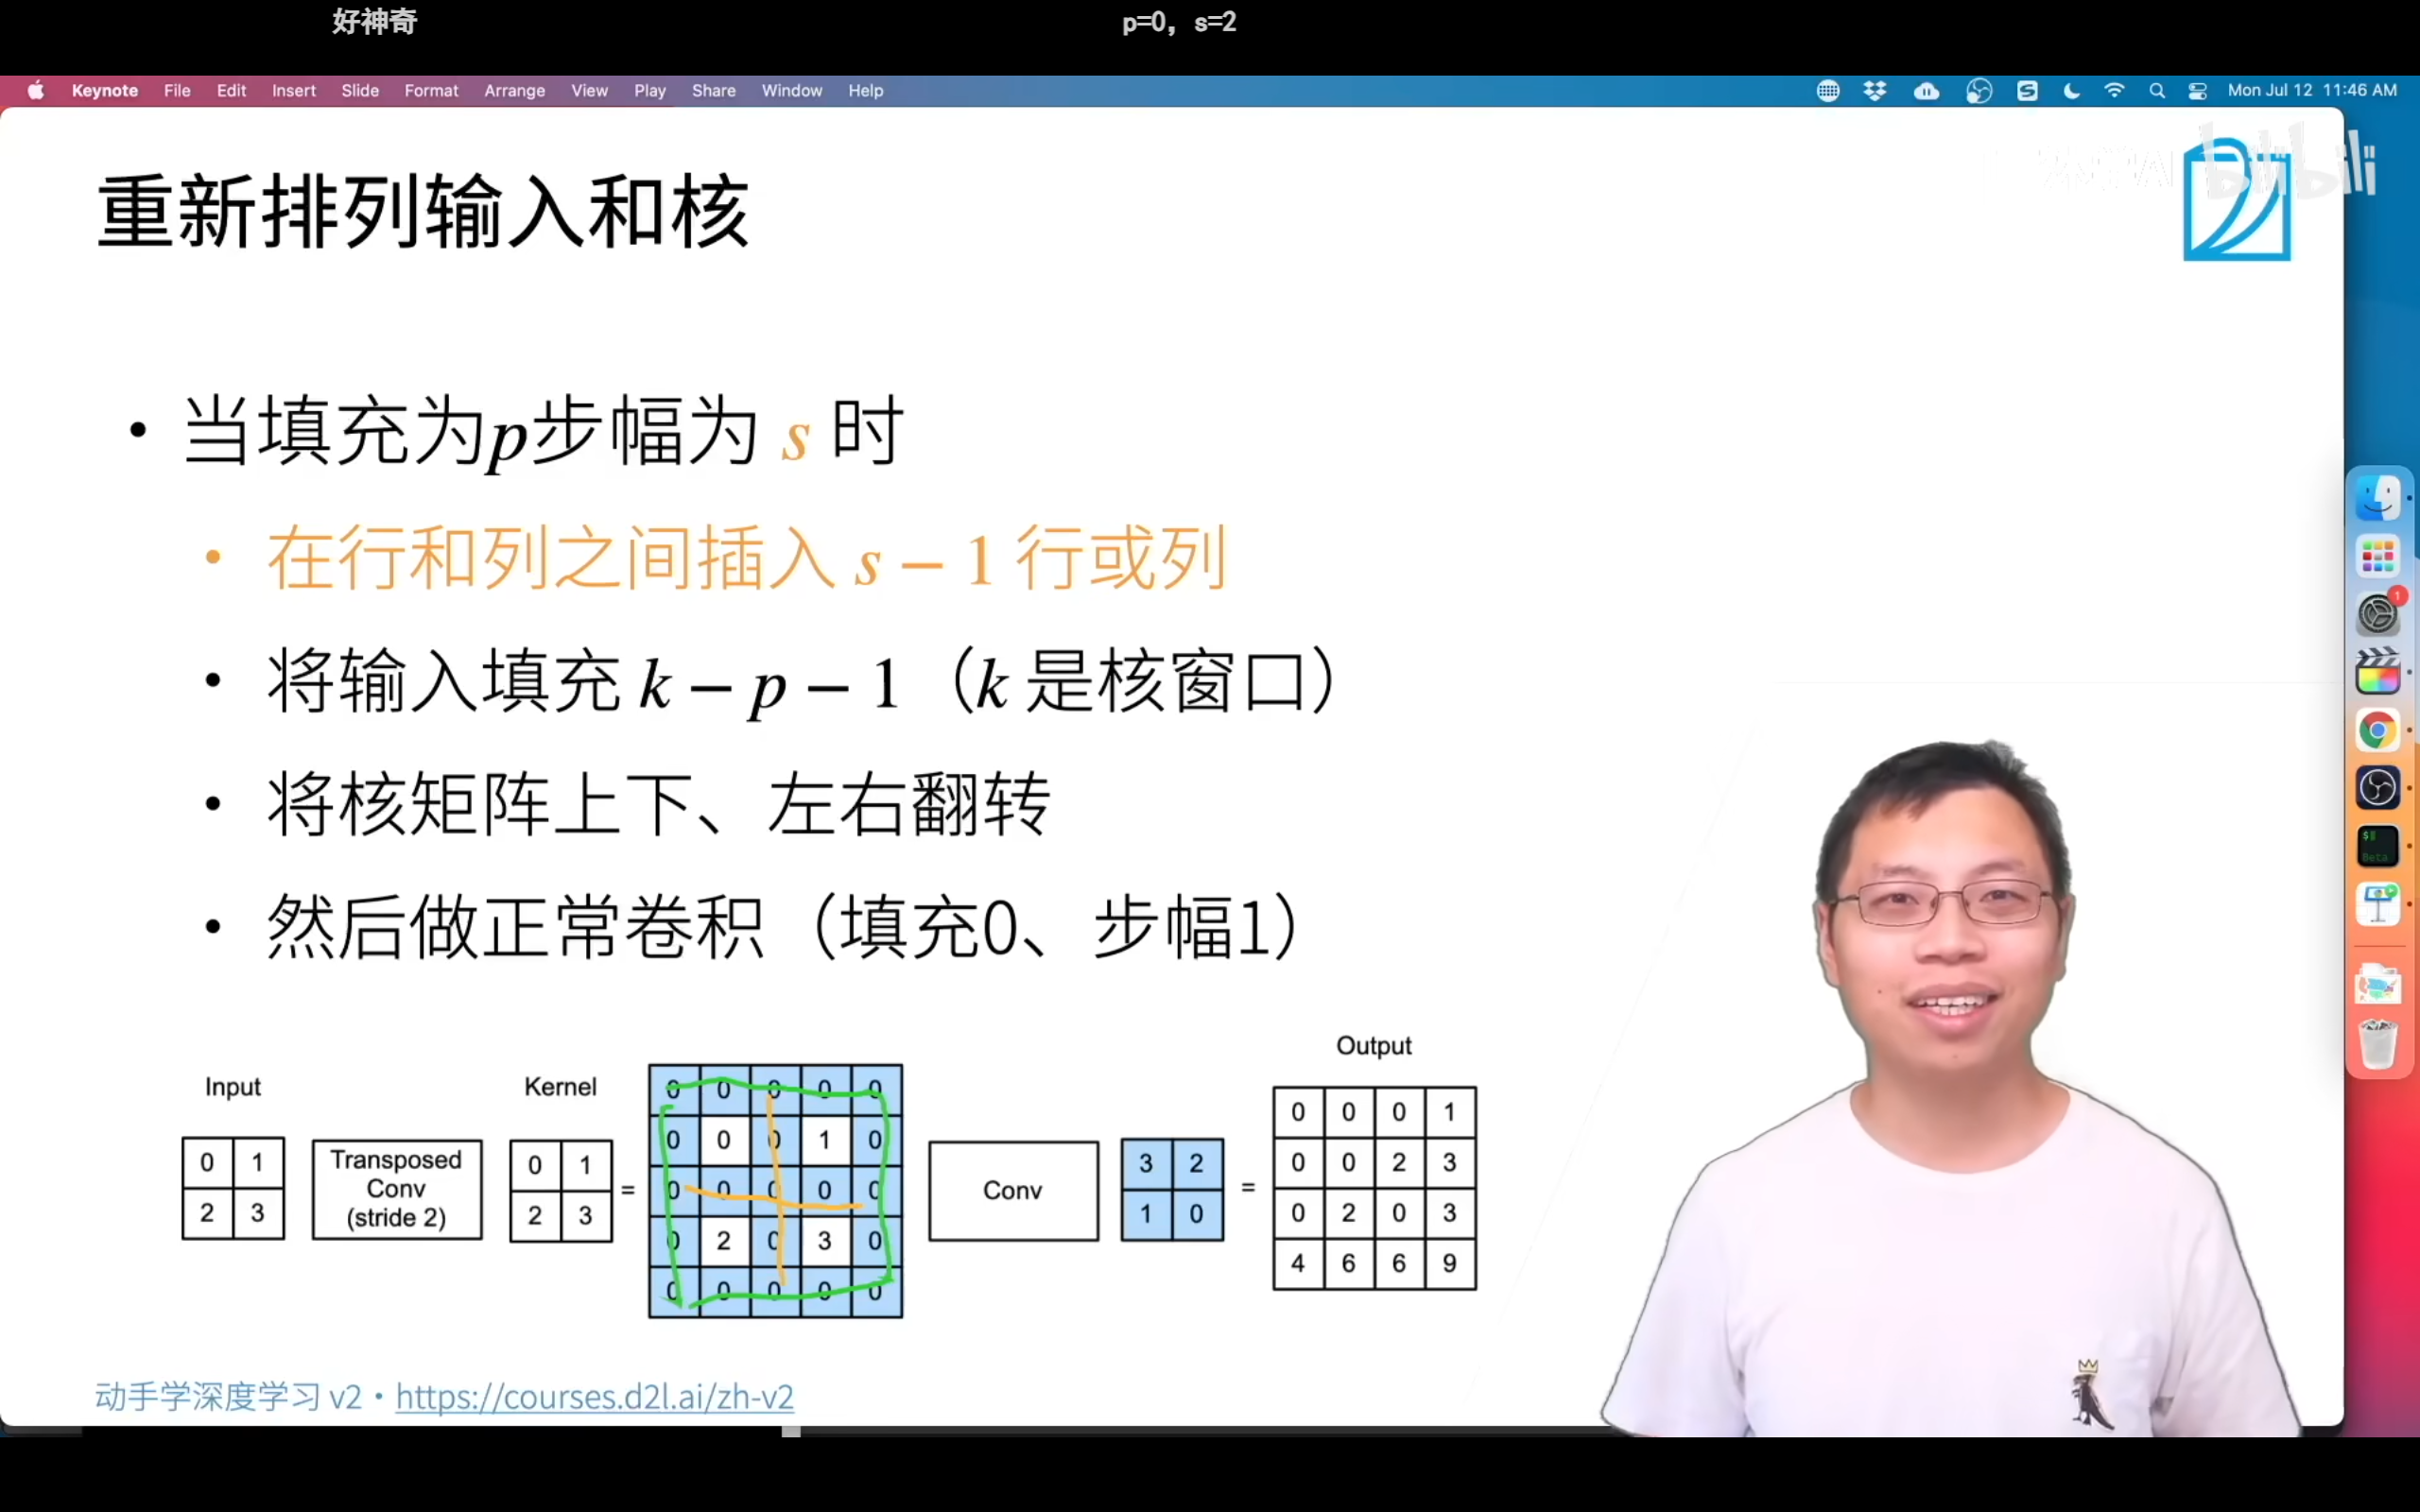 好神奇 p=0, s=2
Keynote File Edit Insert Slide Format Arrange View Play Share Window Help Mon Jul 12 11:46 AM
bilibili
重新排列输入和核
• 当填充为p步幅为 s 时
• 在行和列之间插入 s – 1 行或列
• 将输入填充 k – p – 1（k 是核窗口）
• 将核矩阵上下、左右翻转
• 然后做正常卷积（填充0、步幅1）
Input
0 1
2 3
Transposed
Conv
(stride 2)
Kernel
0 1
2 3
=
0 0 0 0 0
0 0 0 1 0
0 0 0 0 0
0 2 0 3 0
0 0 0 0 0
Conv
3 2
1 0
=
Output
0 0 0 1
0 0 2 3
0 2 0 3
4 6 6 9
动手学深度学习 v2 • https://courses.d2l.ai/zh-v2
1
$
Beta